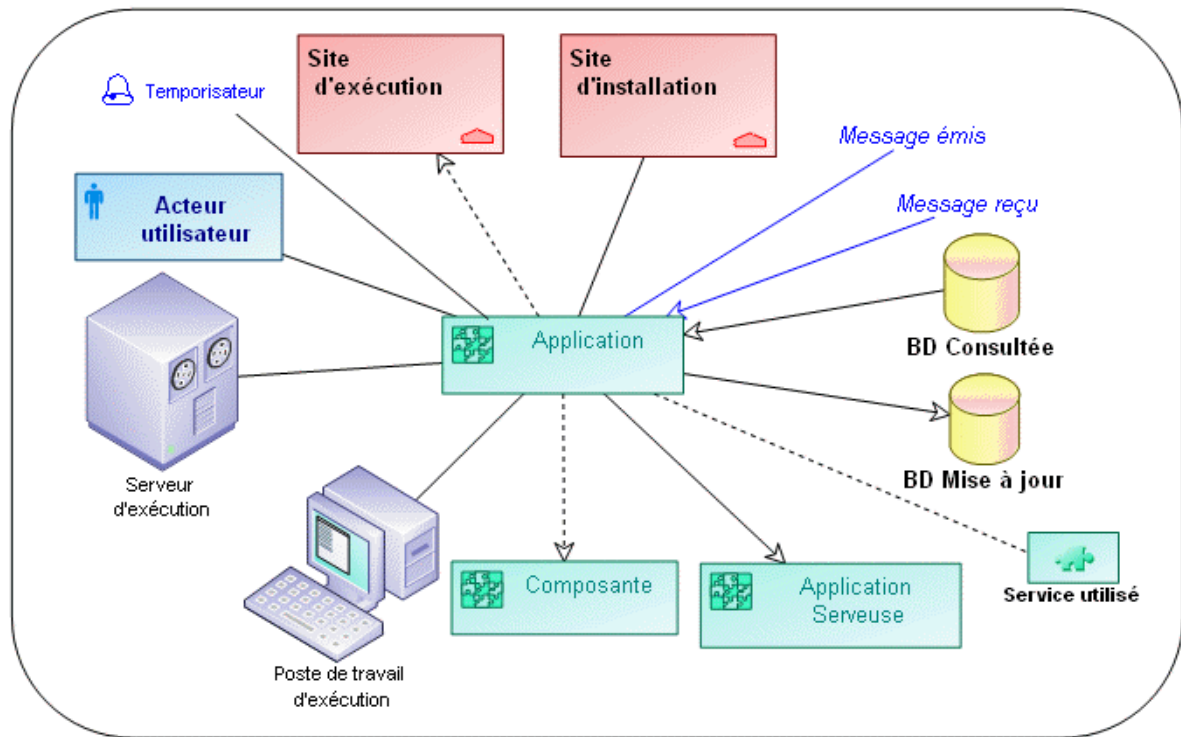 Site
d'exécution
Site
d'installation
Temporisateur
Message émis
Message reçu
Acteur
utilisateur
Application
BD Consultée
BD Mise à jour
Serveur
d'exécution
Composante
Application
Serveuse
Service utilisé
Poste de travail
d'exécution